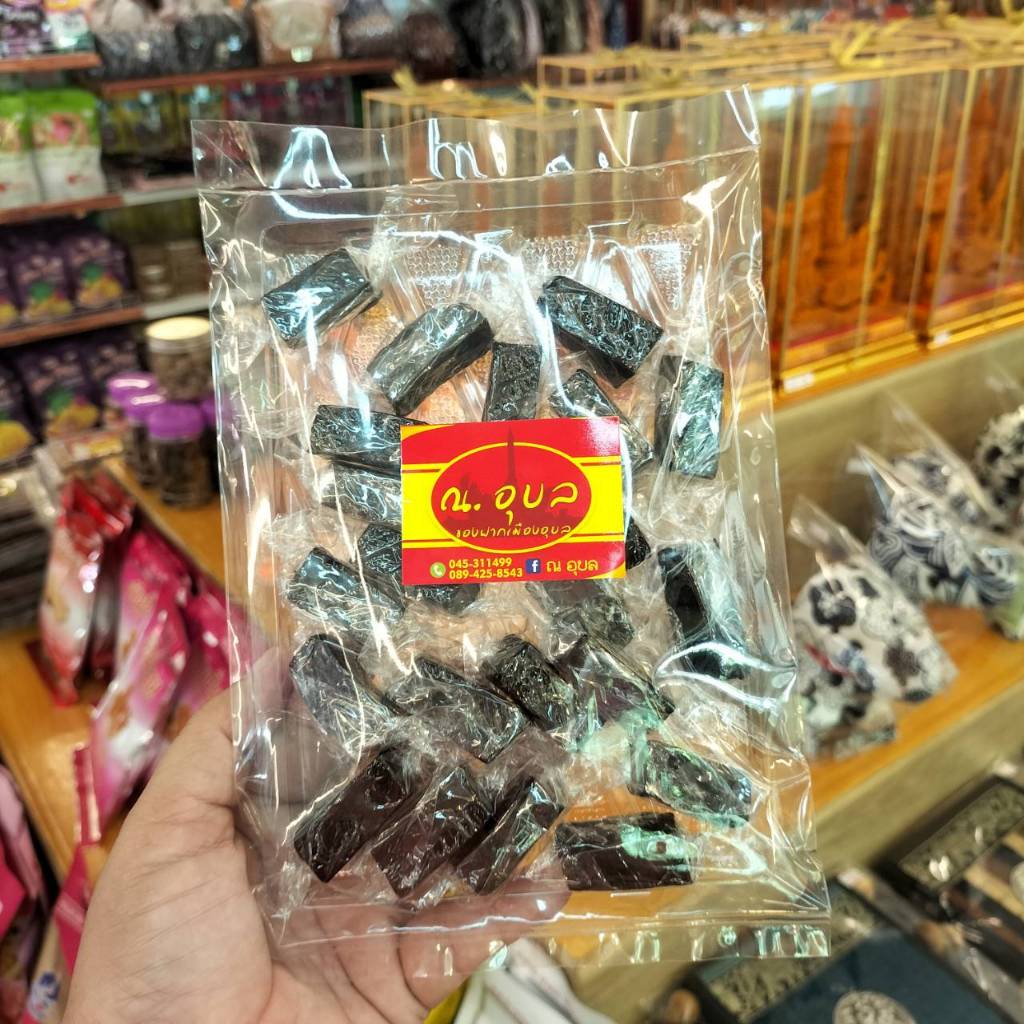 ณ. อุบล
ของฝากเมืองอุบล
045-311499
089-425-8543
ณ อุบล